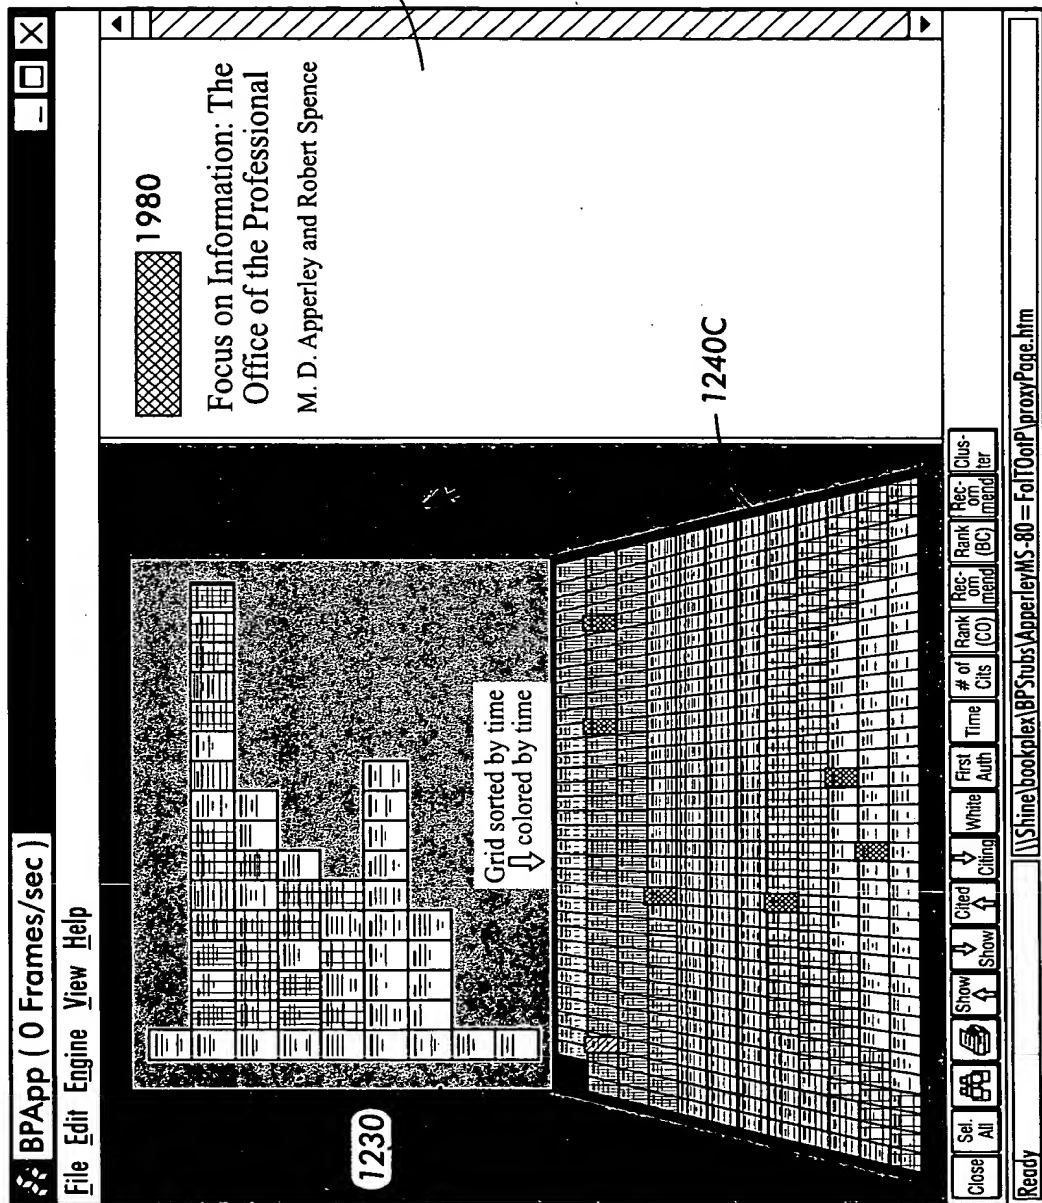 BPApp ( 0 Frames/sec )
File Edit Engine View Help
1230
Grid sorted by time
colored by time
1980
Focus on Information: The
Office of the Professional
M. D. Apperley and Robert Spence
1240C
Close
Sel.
All
Show
Show
Cited
Citing
White
First
Auth
Time
# of
Cits
Rank
(CO)
Rec-
om
mend
Rank
(BC)
Rec-
om
mend
Clus-
ter
Ready
\\Shine\bookplex\BPStubs\ApperleyMS-80=FoITOotP\proxyPage.htm